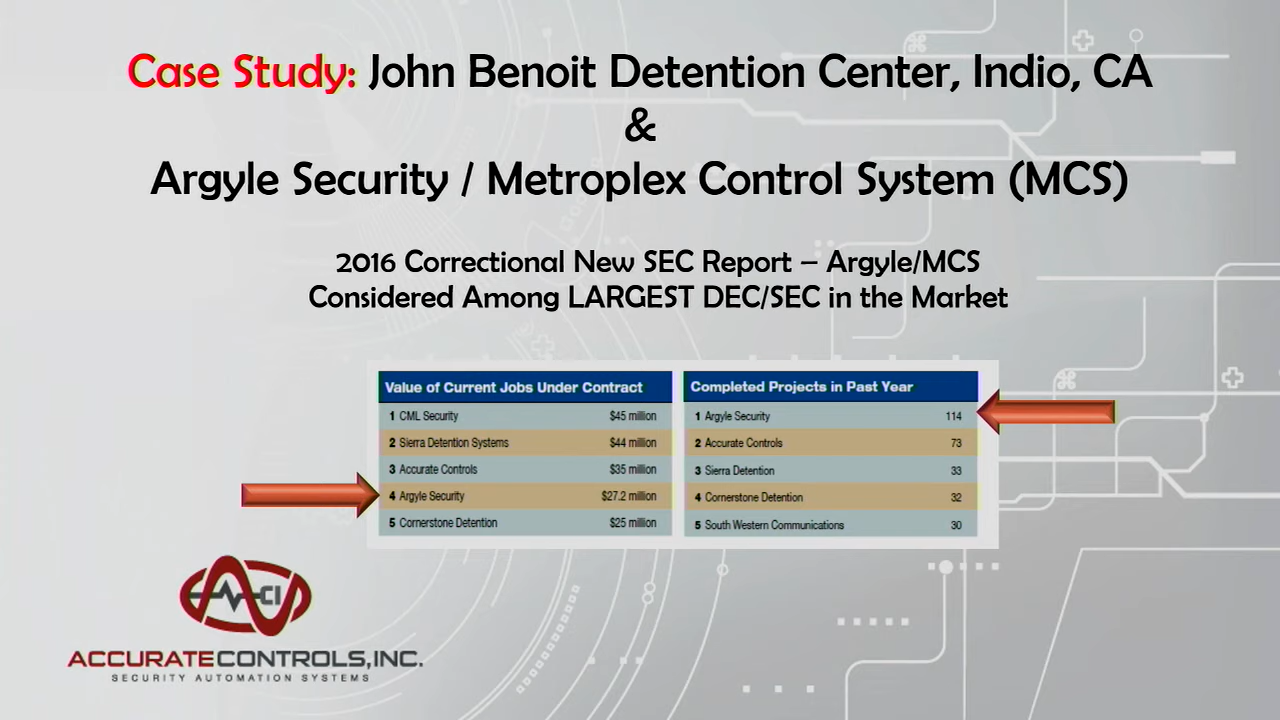 Case Study: John Benoit Detention Center, Indio, CA
&
Argyle Security / Metroplex Control System (MCS)
2016 Correctional New SEC Report – Argyle/MCS
Considered Among LARGEST DEC/SEC in the Market
Value of Current Jobs Under Contract
1 CML Security $45 million
2 Sierra Detention Systems $44 million
3 Accurate Controls $35 million
4 Argyle Security $27.2 million
5 Cornerstone Detention $25 million
Completed Projects in Past Year
1 Argyle Security 114
2 Accurate Controls 73
3 Sierra Detention 33
4 Cornerstone Detention 32
5 South Western Communications 30
ACI
ACCURATE CONTROLS, INC.
SECURITY AUTOMATION SYSTEMS